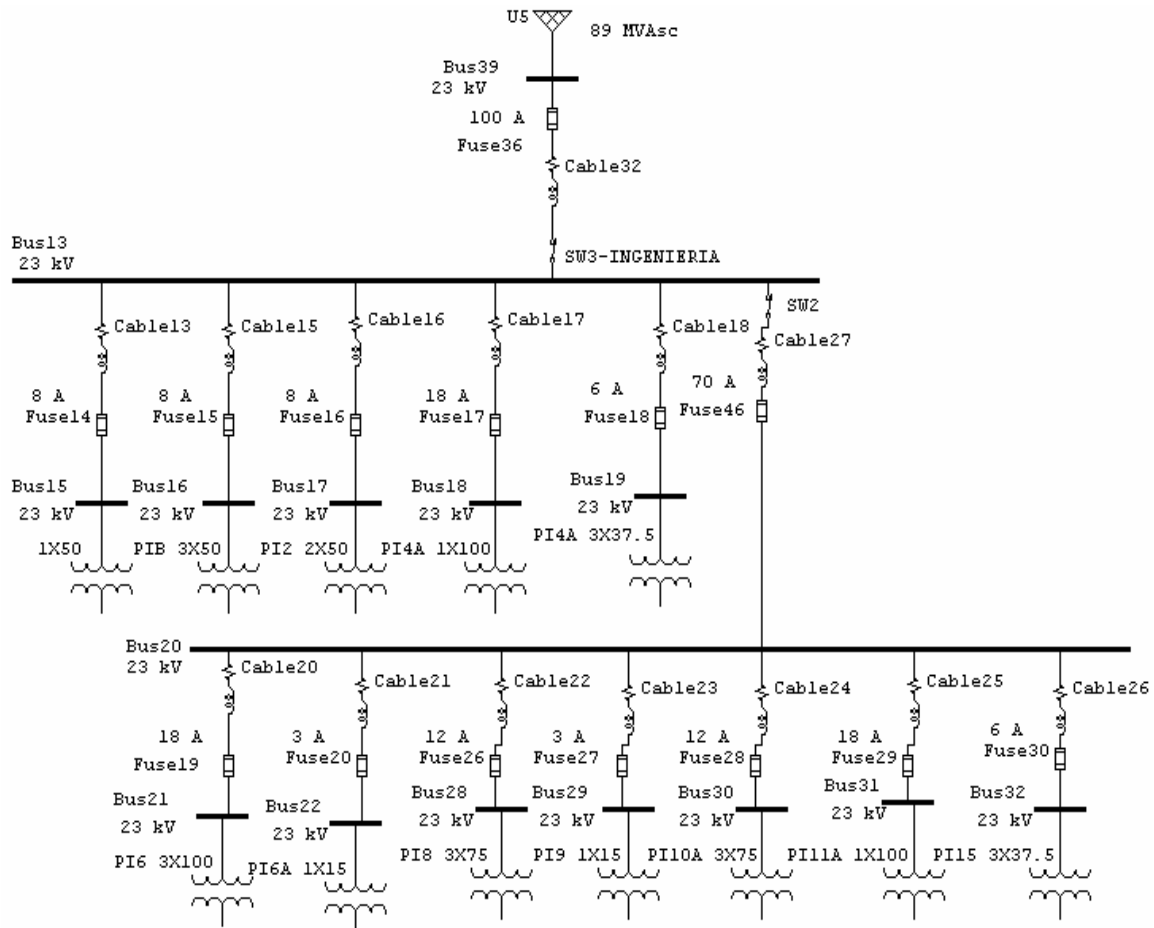 U5
89 MVAsc
Bus39
23 kV
100 A
Fuse36
Cable32
Bus13
23 kV
SW3-INGENIERIA
SW2
Cable13
Cable15
Cable16
Cable17
Cable18
Cable27
8 A
Fuse14
8 A
Fuse15
8 A
Fuse16
18 A
Fuse17
6 A
Fuse18
70 A
Fuse46
Bus15
23 kV
Bus16
23 kV
Bus17
23 kV
Bus18
23 kV
Bus19
23 kV
1X50
PIB 3X50
PI2 2X50
PI4A 1X100
PI4A 3X37.5
Bus20
23 kV
Cable20
Cable21
Cable22
Cable23
Cable24
Cable25
Cable26
18 A
Fuse19
3 A
Fuse20
12 A
Fuse26
3 A
Fuse27
12 A
Fuse28
18 A
Fuse29
6 A
Fuse30
Bus21
23 kV
Bus22
23 kV
Bus28
23 kV
Bus29
23 kV
Bus30
23 kV
Bus31
23 kV
Bus32
23 kV
PI6 3X100
PI6A 1X15
PI8 3X75
PI9 1X15
PI10A 3X75
PI11A 1X100
PI15 3X37.5